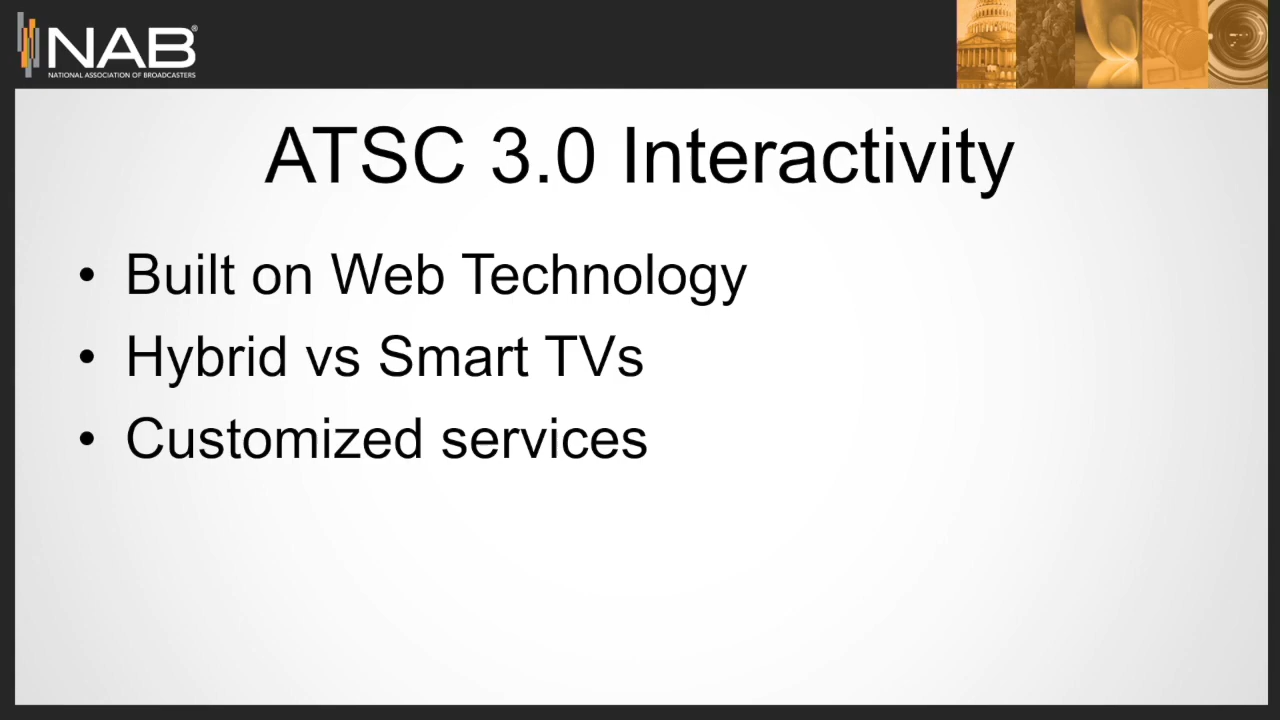 NAB®
NATIONAL ASSOCIATION OF BROADCASTERS
ATSC 3.0 Interactivity
• Built on Web Technology
• Hybrid vs Smart TVs
• Customized services